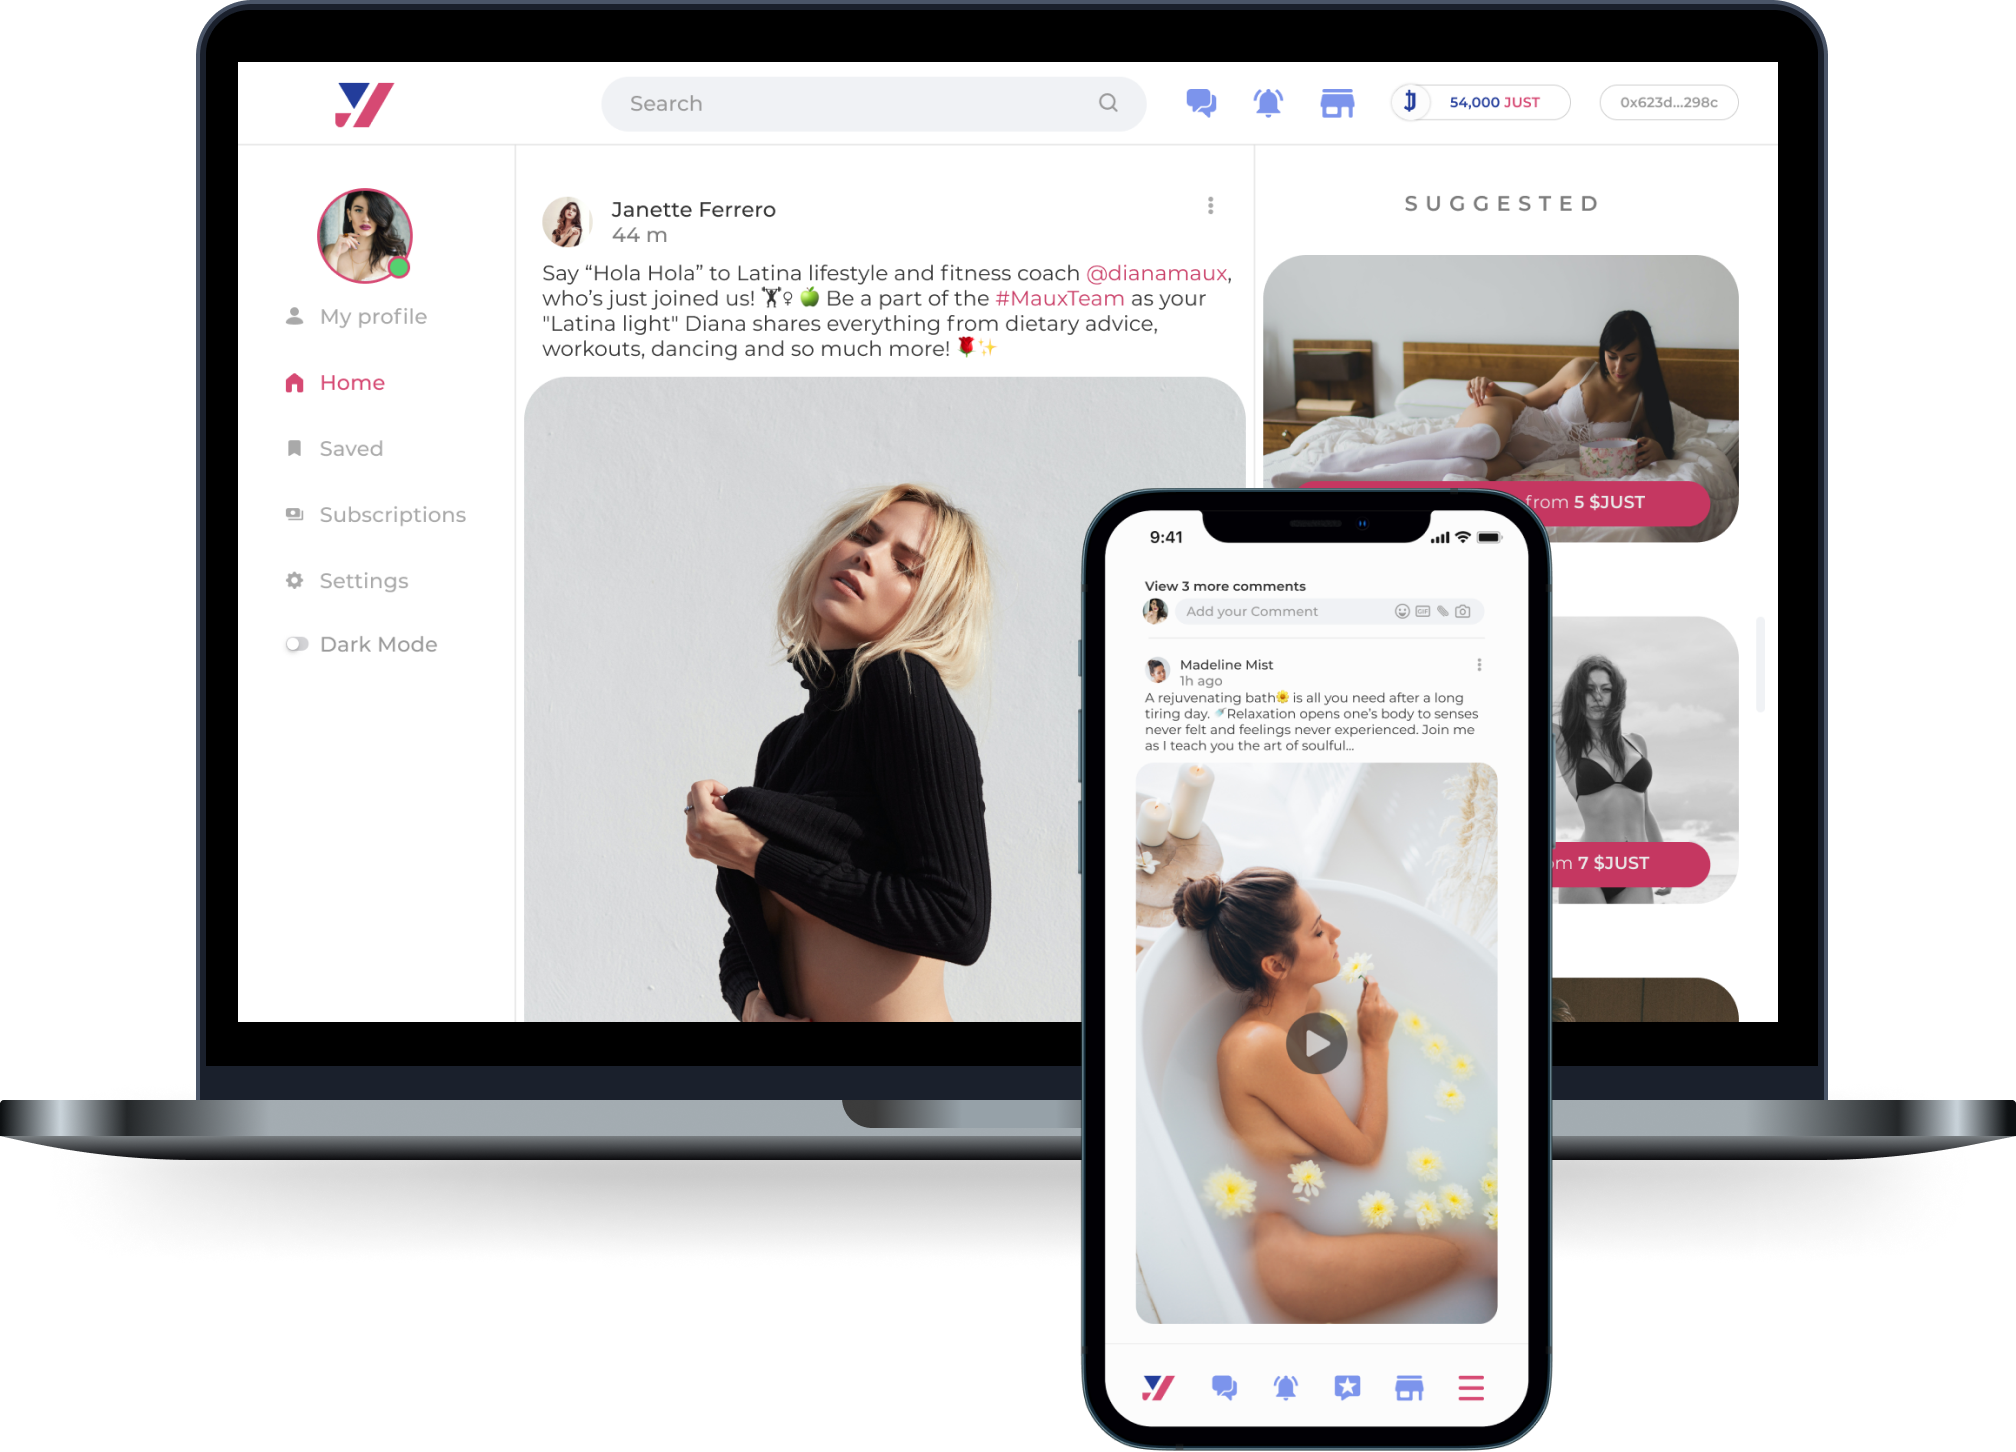 Search
54,000 JUST
0x623d...298c
My profile
Home
Saved
Subscriptions
Settings
Dark Mode
Janette Ferrero
44 m
Say “Hola Hola” to Latina lifestyle and fitness coach @dianamaux,
who’s just joined us! 🏋️♀ 🍏 Be a part of the #MauxTeam as your
"Latina light" Diana shares everything from dietary advice,
workouts, dancing and so much more! 🌹✨
SUGGESTED
from 5 $JUST
7 $JUST
9:41
View 3 more comments
Add your Comment
GIF
Madeline Mist
1h ago
A rejuvenating bath🌼 is all you need after a long
tiring day. 🚿Relaxation opens one’s body to senses
never felt and feelings never experienced. Join me
as I teach you the art of soulful...